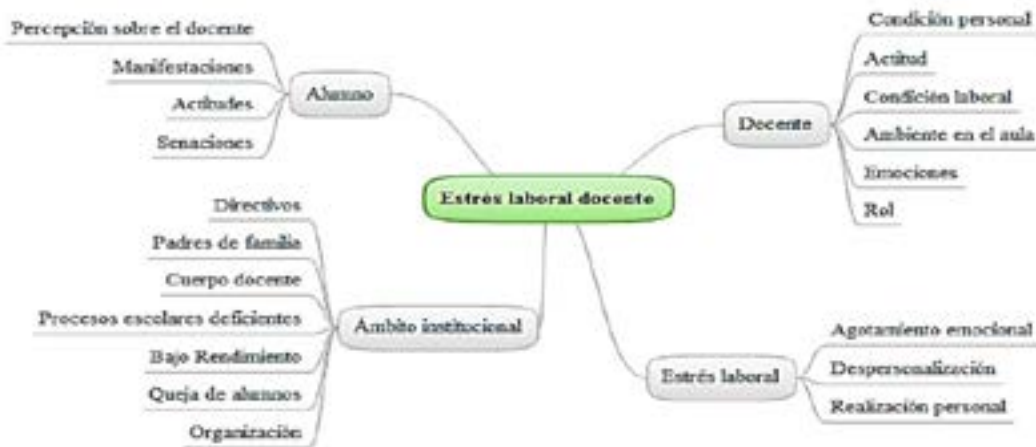 Percepción sobre el docente
Manifestaciones
Actitudes
Senaciones
Alumno
Directivos
Padres de familia
Cuerpo docente
Procesos escolares deficientes
Bajo Rendimiento
Queja de alumnos
Organización
Ambito institucional
Estrés laboral docente
Docente
Condición personal
Actitud
Condición laboral
Ambiente en el aula
Emociones
Rol
Estrés laboral
Agotamiento emocional
Despersonalización
Realización personal